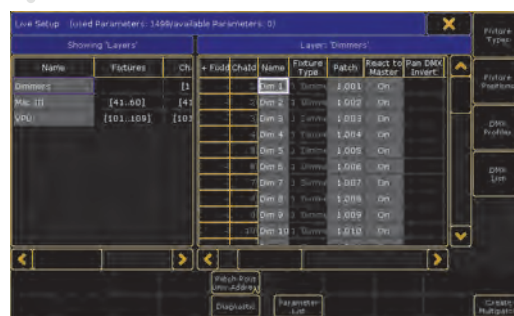 Live Setup (used Parameters: 3499/available Parameters: 0)
Fixture Types
Showing 'Layers'
Layer: 'Dimmers'
Name Fixtures Ch
+ FixId ChaId Name Fixture Type Patch React to Master Pan DMX Invert
Dimmers [1
Dim 1 1.001 On
Mac III [41..60] [41
Dim 2 1.002 On
VPU [101..109] [101
Dim 3 1.003 On
Dim 4 1.004 On
Dim 5 1.005 On
Dim 6 1.006 On
Dim 7 1.007 On
Dim 8 1.008 On
Dim 9 1.009 On
Dim 10 1.010 On
Fixture Positions
DMX Profiles
DMX List
Patch
Diagnostic
Parameter List
Create Multipatch